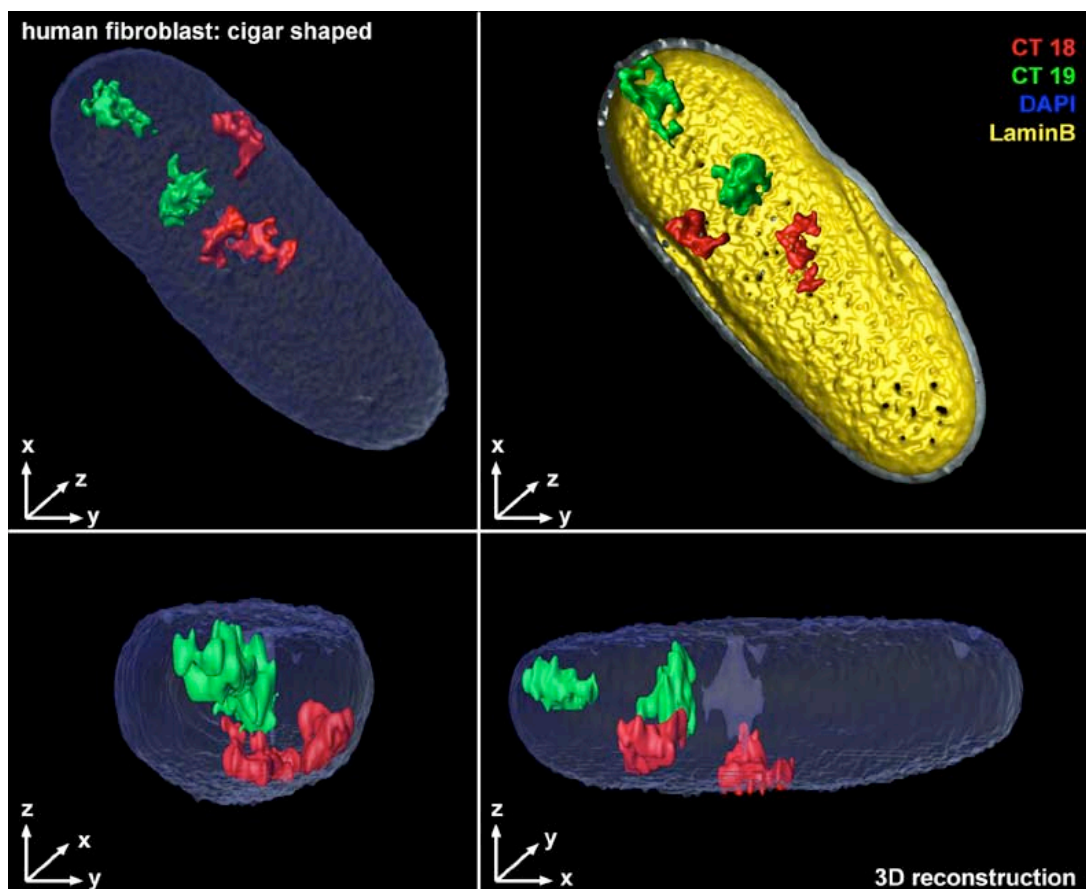 human fibroblast: cigar shaped
CT 18
CT 19
DAPI
LaminB
x
z
y
x
z
y
z
x
y
z
y
x
3D reconstruction